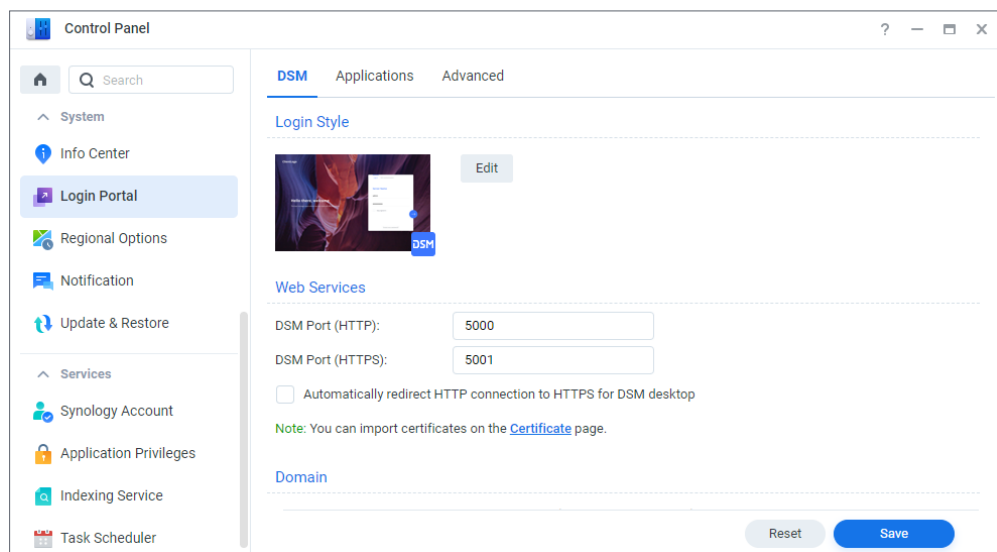 Control Panel
?
Search
DSM Applications Advanced
System
Login Style
Info Center
Edit
Login Portal
Regional Options
DSM
Notification
Web Services
Update & Restore
DSM Port (HTTP): 5000
DSM Port (HTTPS): 5001
Services
Automatically redirect HTTP connection to HTTPS for DSM desktop
Synology Account
Note: You can import certificates on the Certificate page.
Application Privileges
Domain
Indexing Service
Task Scheduler
Reset Save